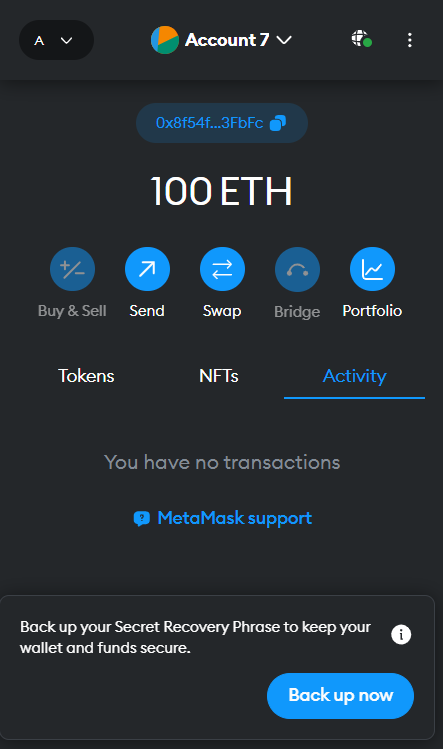 A
Account 7
0x8f54f...3FbFc
100 ETH
Buy & Sell
Send
Swap
Bridge
Portfolio
Tokens
NFTs
Activity
You have no transactions
MetaMask support
Back up your Secret Recovery Phrase to keep your
wallet and funds secure.
Back up now